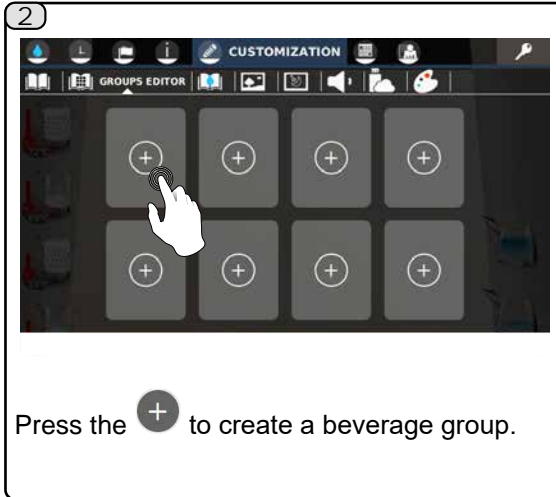 2
CUSTOMIZATION
GROUPS EDITOR
Press the + to create a beverage group.